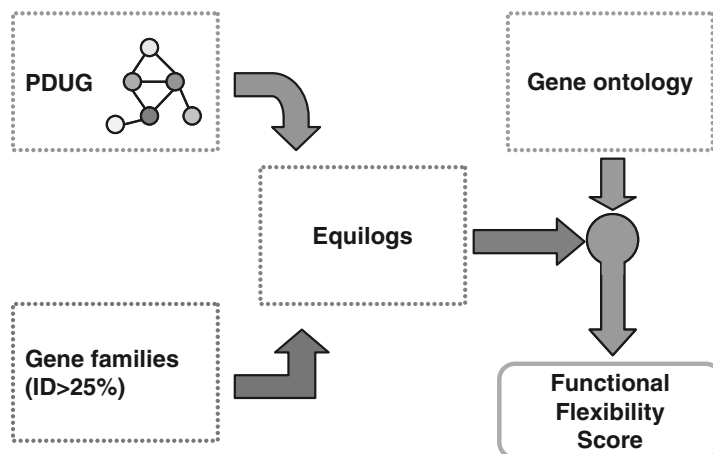 PDUG
Gene ontology
Equilogs
Gene families
(ID>25%)
Functional
Flexibility
Score